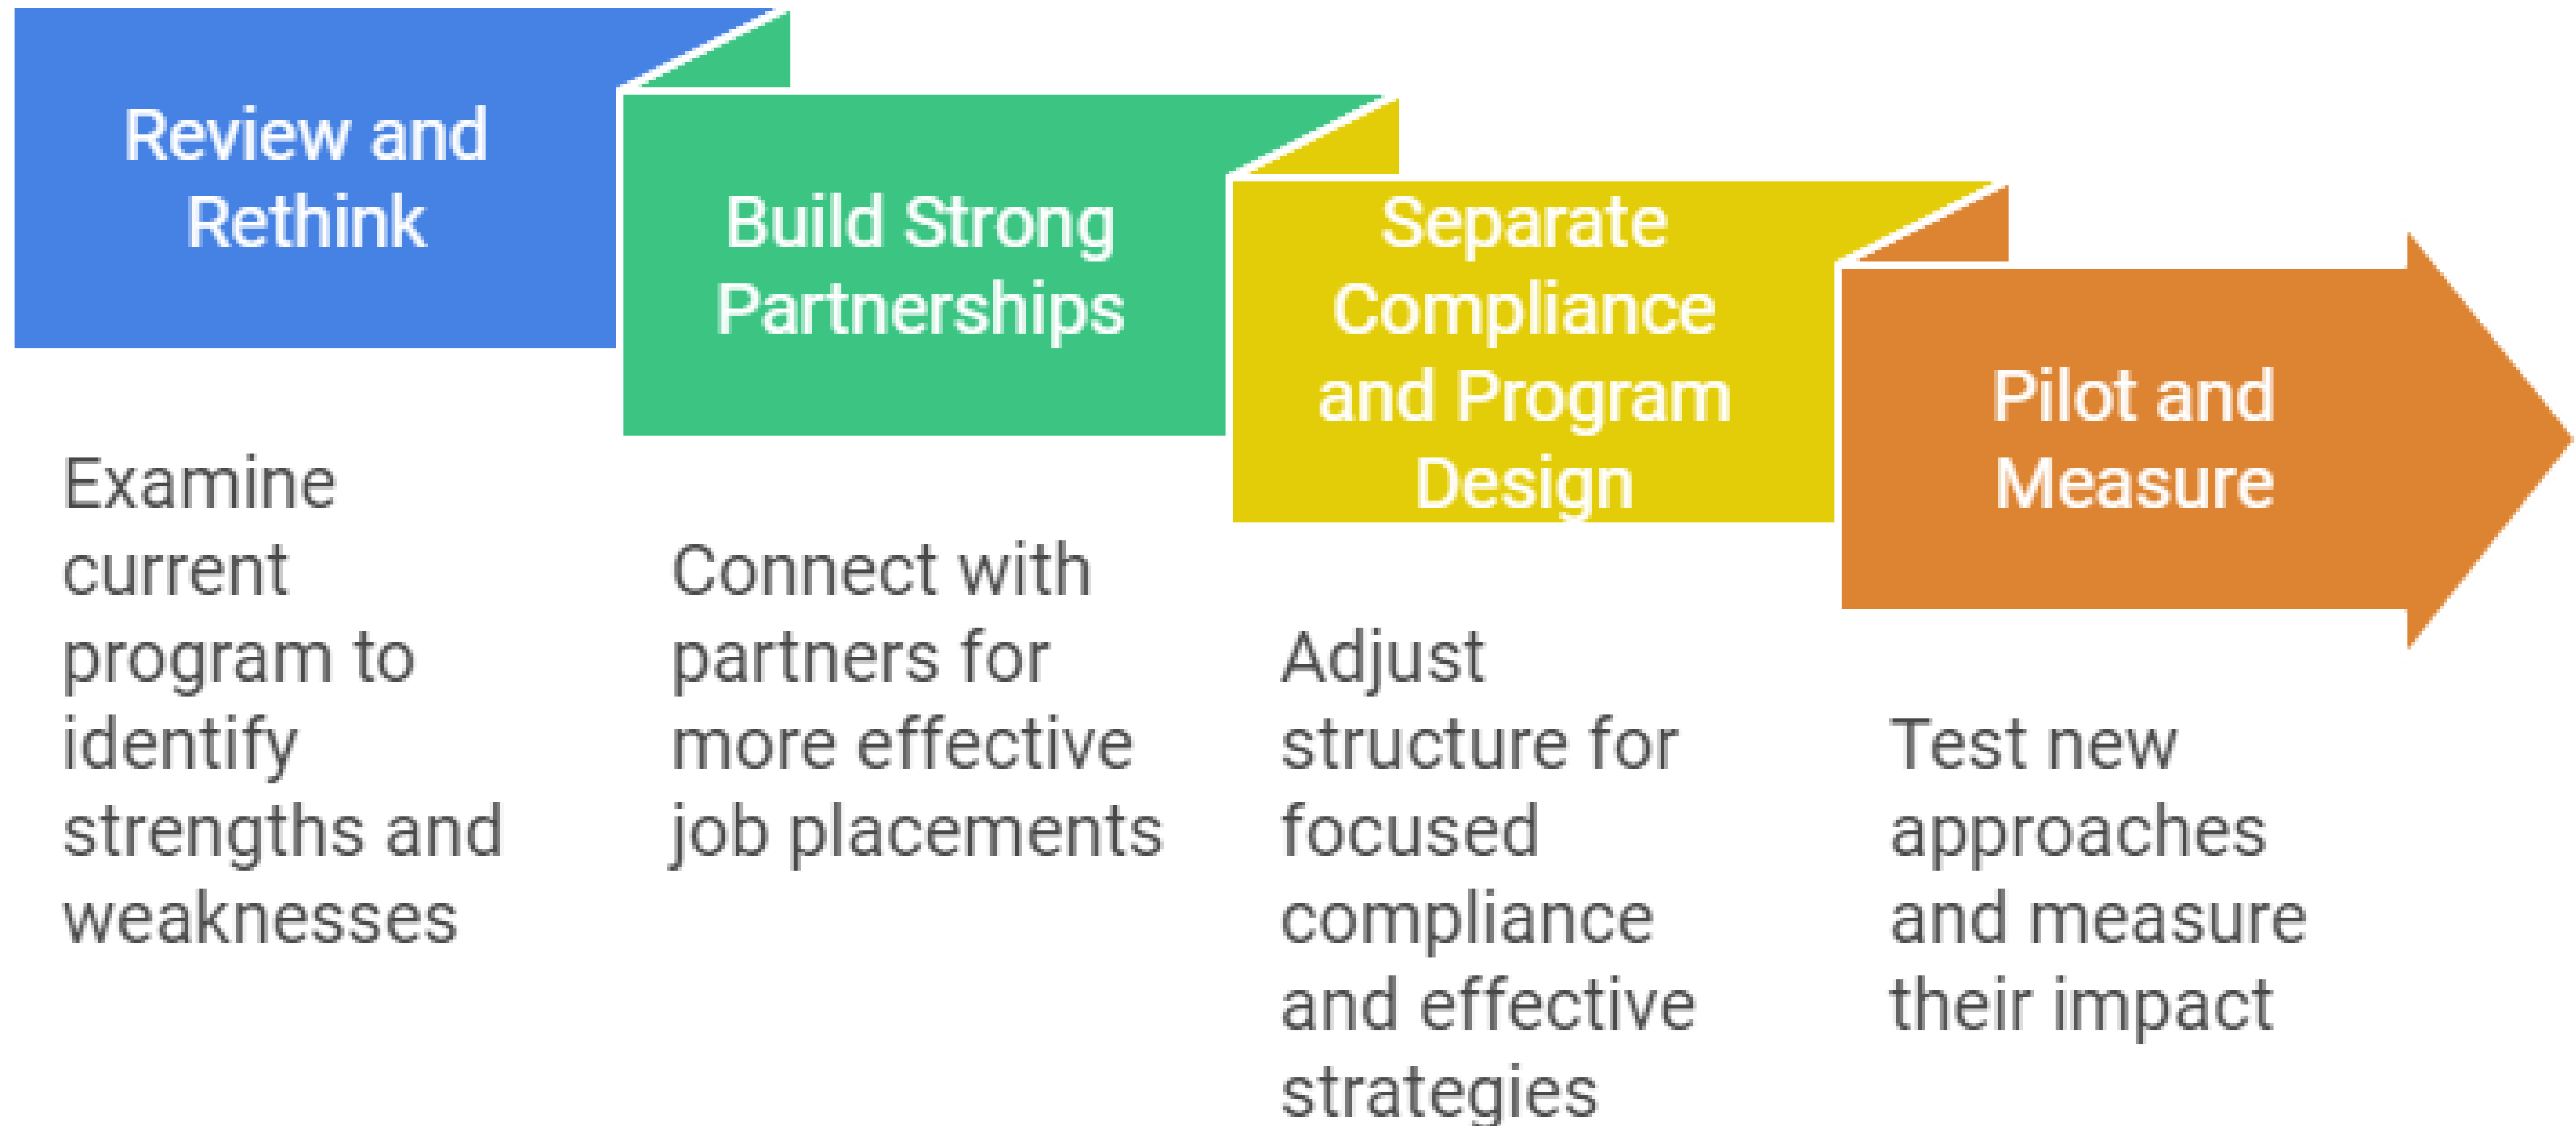 Review and
Rethink
Examine
current
program to
identify
strengths and
weaknesses
Build Strong
Partnerships
Connect with
partners for
more effective
job placements
Separate
Compliance
and Program
Design
Adjust
structure for
focused
compliance
and effective
strategies
Pilot and
Measure
Test new
approaches
and measure
their impact